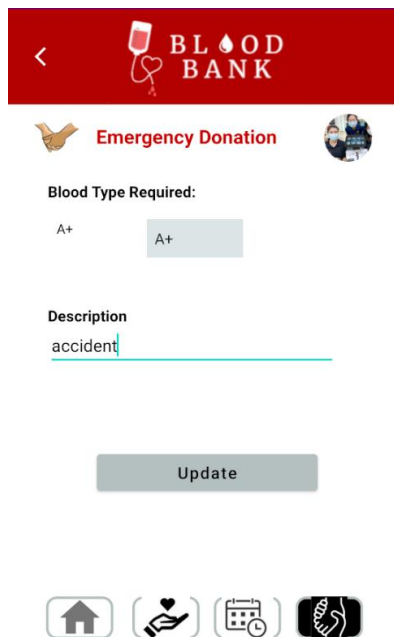 BLOOD
BANK
Emergency Donation
Blood Type Required:
A+
A+
Description
accident
Update